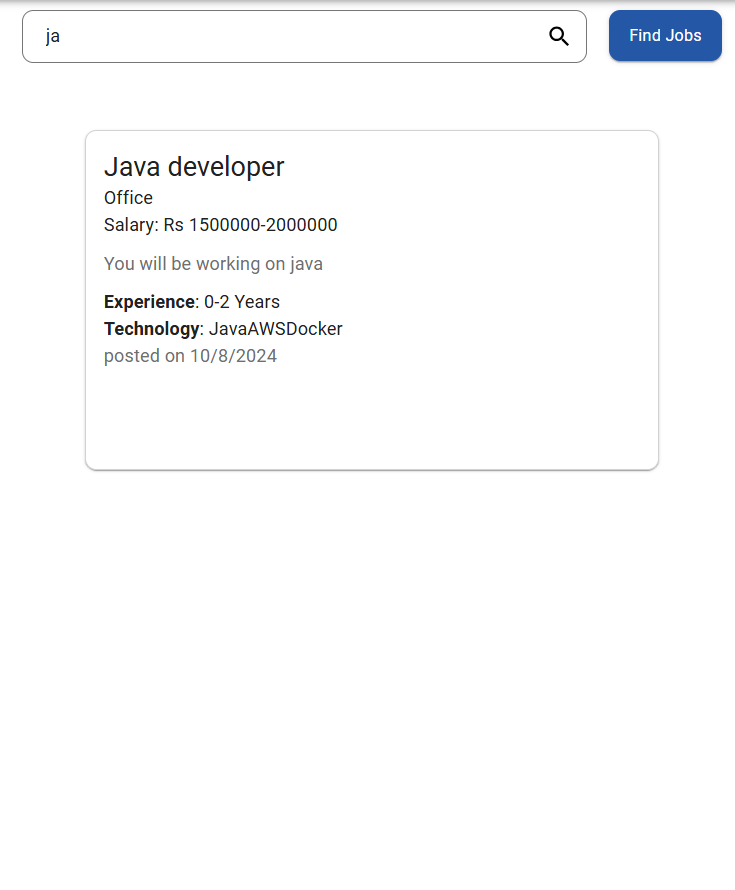 ja
Find Jobs
Java developer
Office
Salary: Rs 1500000-2000000
You will be working on java
Experience: 0-2 Years
Technology: JavaAWSDocker
posted on 10/8/2024